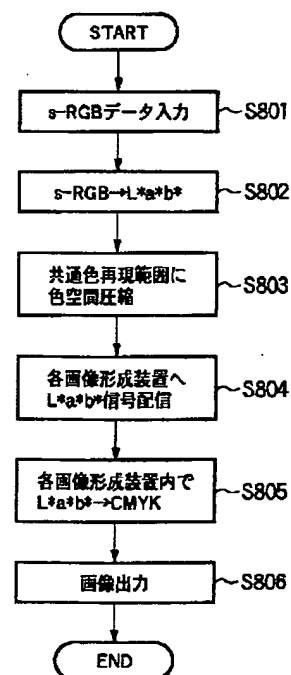 START
s-RGBデータ入力 S801
s-RGB→L*a*b* S802
共通色再現範囲に
色空間圧縮 S803
各画像形成装置へ
L*a*b*信号配信 S804
各画像形成装置内で
L*a*b*→CMYK S805
画像出力 S806
END